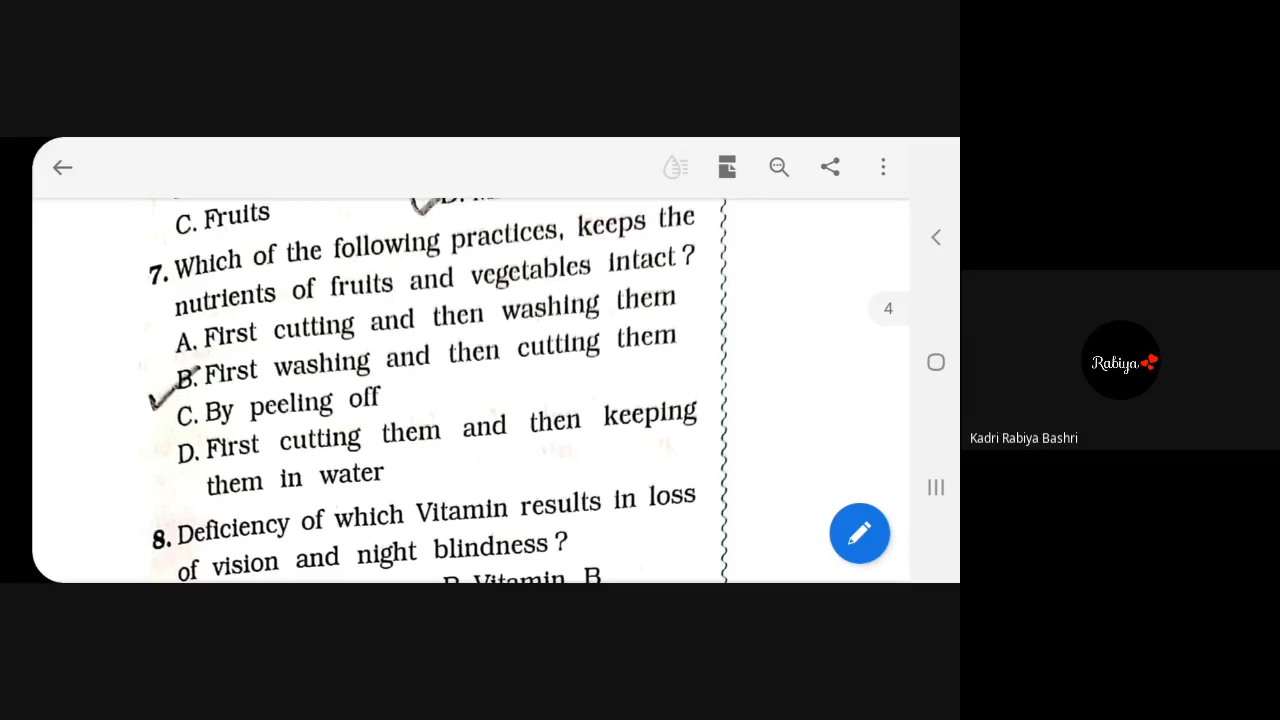 C. Fruits
7. Which of the following practices, keeps the
nutrients of fruits and vegetables intact ?
A. First cutting and then washing them
B. First washing and then cutting them
C. By peeling off
D. First cutting them and then keeping
them in water
8. Deficiency of which Vitamin results in loss
of vision and night blindness ?
B. Vitamin B
4
Rabiya
Kadri Rabiya Bashri